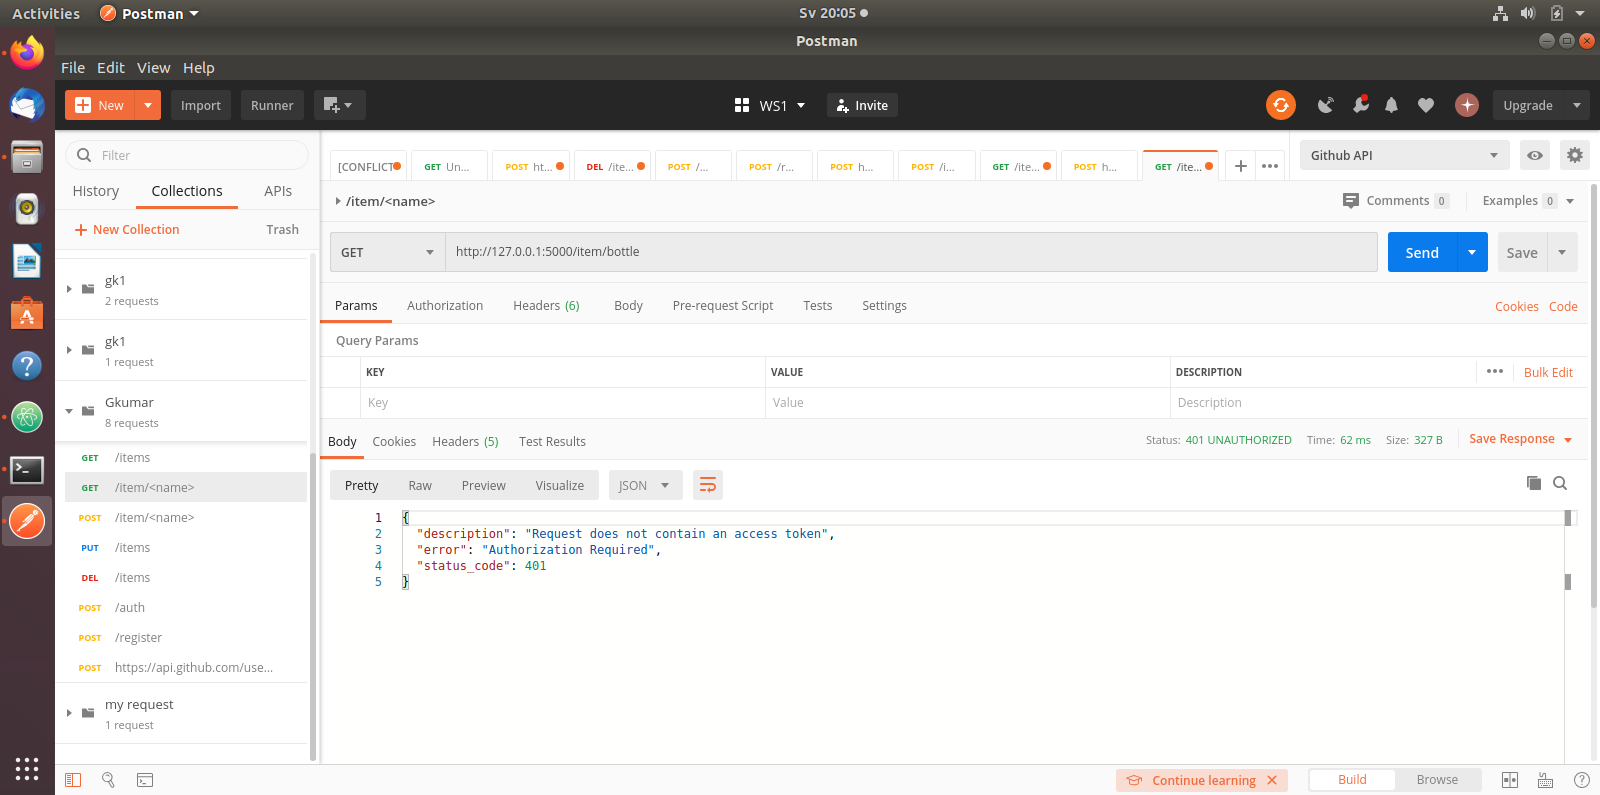 Activities Postman Sv 20:05
Postman
File Edit View Help
New Import Runner WS1 Invite Upgrade
Filter
History Collections APIs
New Collection Trash
gk1
2 requests
gk1
1 request
Gkumar
8 requests
GET /items
GET /item/<name>
POST /item/<name>
PUT /items
DEL /items
POST /auth
POST /register
POST https://api.github.com/use...
my request
1 request
[CONFLICT GET Un... POST ht... DEL /ite... POST /... POST /r... POST h... POST /i... GET /ite... POST h... GET /ite...
Github API
/item/<name> Comments 0 Examples 0
GET http://127.0.0.1:5000/item/bottle Send Save
Params Authorization Headers (6) Body Pre-request Script Tests Settings Cookies Code
Query Params
KEY VALUE DESCRIPTION Bulk Edit
Key Value Description
Body Cookies Headers (5) Test Results Status: 401 UNAUTHORIZED Time: 62 ms Size: 327 B Save Response
Pretty Raw Preview Visualize JSON
1 {
2 "description": "Request does not contain an access token",
3 "error": "Authorization Required",
4 "status_code": 401
5 }
Continue learning Build Browse